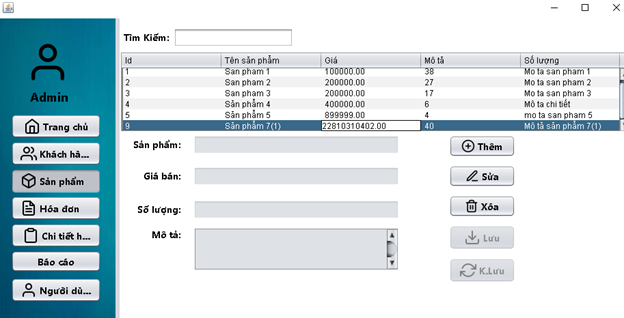 Tìm Kiếm:
Id Tên sản phẩm Giá Mô tả Số lượng
1 San pham 1 100000.00 38 Mo ta san pham 1
2 San pham 2 200000.00 27 Mo ta san pham 2
3 San pham 3 200000.00 17 Mo ta san pham 3
4 Sản phẩm 4 400000.00 6 Mô tả chi tiết
5 Sản phẩm 5 899999.00 4 mo ta san pham 5
9 Sản phẩm 7(1) 22810310402.00 40 Mô tả sản phẩm 7(1)
Admin
Trang chủ
Khách hà...
Sản phẩm
Hóa đơn
Chi tiết h...
Báo cáo
Người dù...
Sản phẩm:
Giá bán:
Số lượng:
Mô tả:
Thêm
Sửa
Xóa
Lưu
K.Lưu